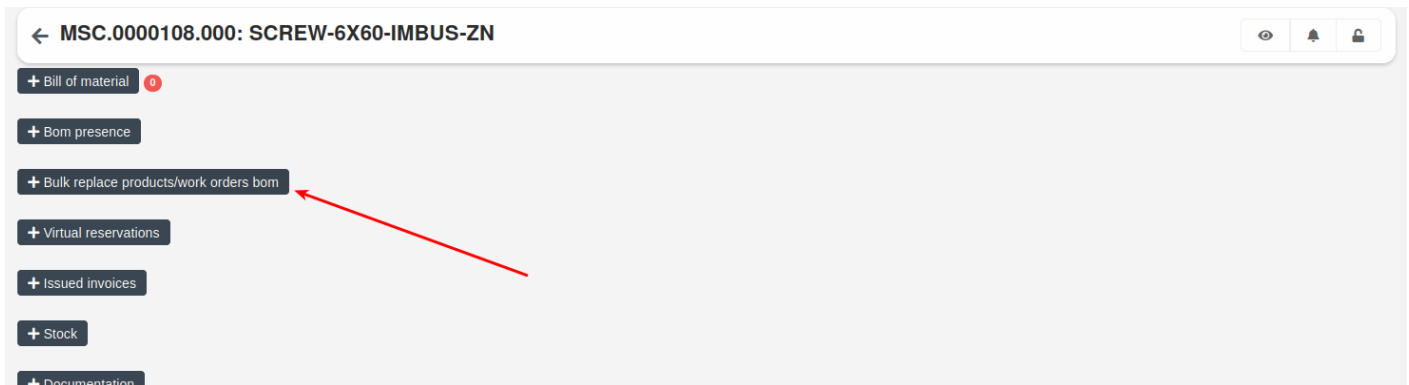 MSC.0000108.000: SCREW-6X60-IMBUS-ZN
+ Bill of material 0
+ Bom presence
+ Bulk replace products/work orders bom
+ Virtual reservations
+ Issued invoices
+ Stock
+ Documentation